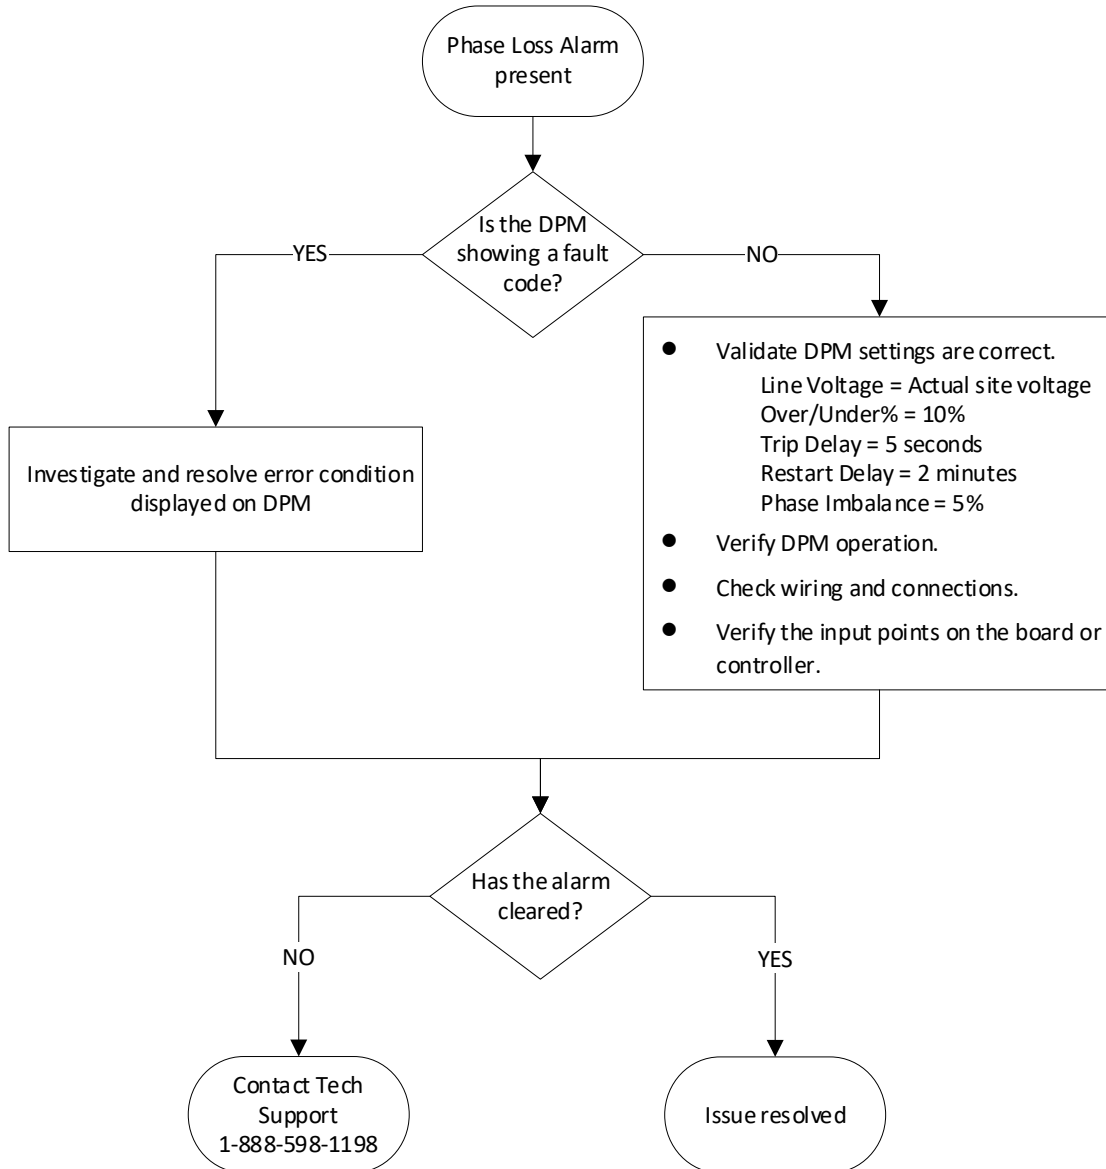 Phase Loss Alarm
present
Is the DPM
showing a fault
code?
YES
NO
Investigate and resolve error condition
displayed on DPM
● Validate DPM settings are correct.
Line Voltage = Actual site voltage
Over/Under% = 10%
Trip Delay = 5 seconds
Restart Delay = 2 minutes
Phase Imbalance = 5%
● Verify DPM operation.
● Check wiring and connections.
● Verify the input points on the board or
controller.
Has the alarm
cleared?
NO
YES
Contact Tech
Support
1-888-598-1198
Issue resolved